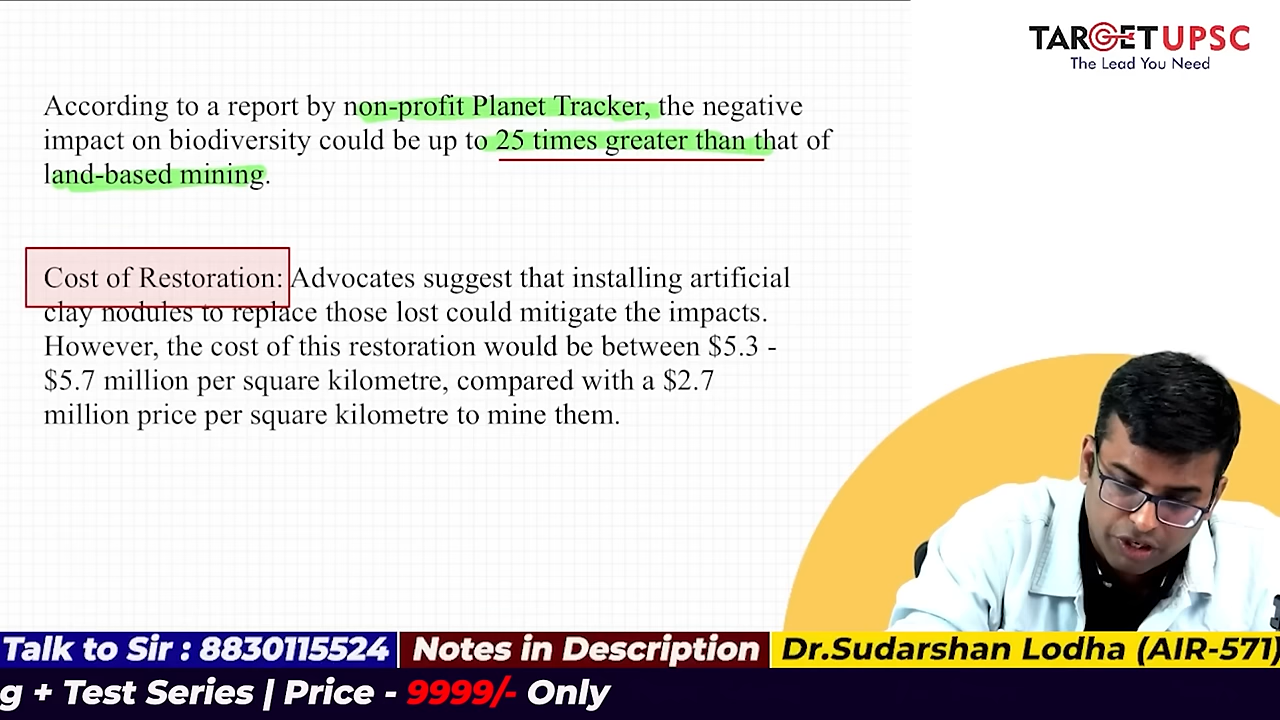 TARGET UPSC
The Lead You Need
According to a report by non-profit Planet Tracker, the negative
impact on biodiversity could be up to 25 times greater than that of
land-based mining.
Cost of Restoration: Advocates suggest that installing artificial
clay nodules to replace those lost could mitigate the impacts.
However, the cost of this restoration would be between $5.3 -
$5.7 million per square kilometre, compared with a $2.7
million price per square kilometre to mine them.
Talk to Sir : 8830115524 Notes in Description Dr.Sudarshan Lodha (AIR-571)
g + Test Series | Price - 9999/- Only